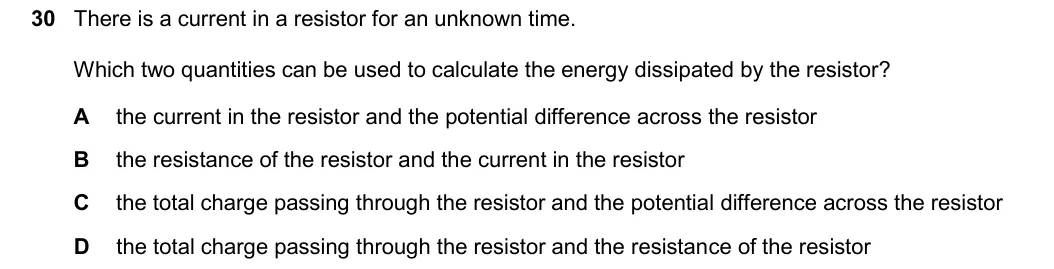 30 There is a current in a resistor for an unknown time.
Which two quantities can be used to calculate the energy dissipated by the resistor?
A the current in the resistor and the potential difference across the resistor
B the resistance of the resistor and the current in the resistor
C the total charge passing through the resistor and the potential difference across the resistor
D the total charge passing through the resistor and the resistance of the resistor